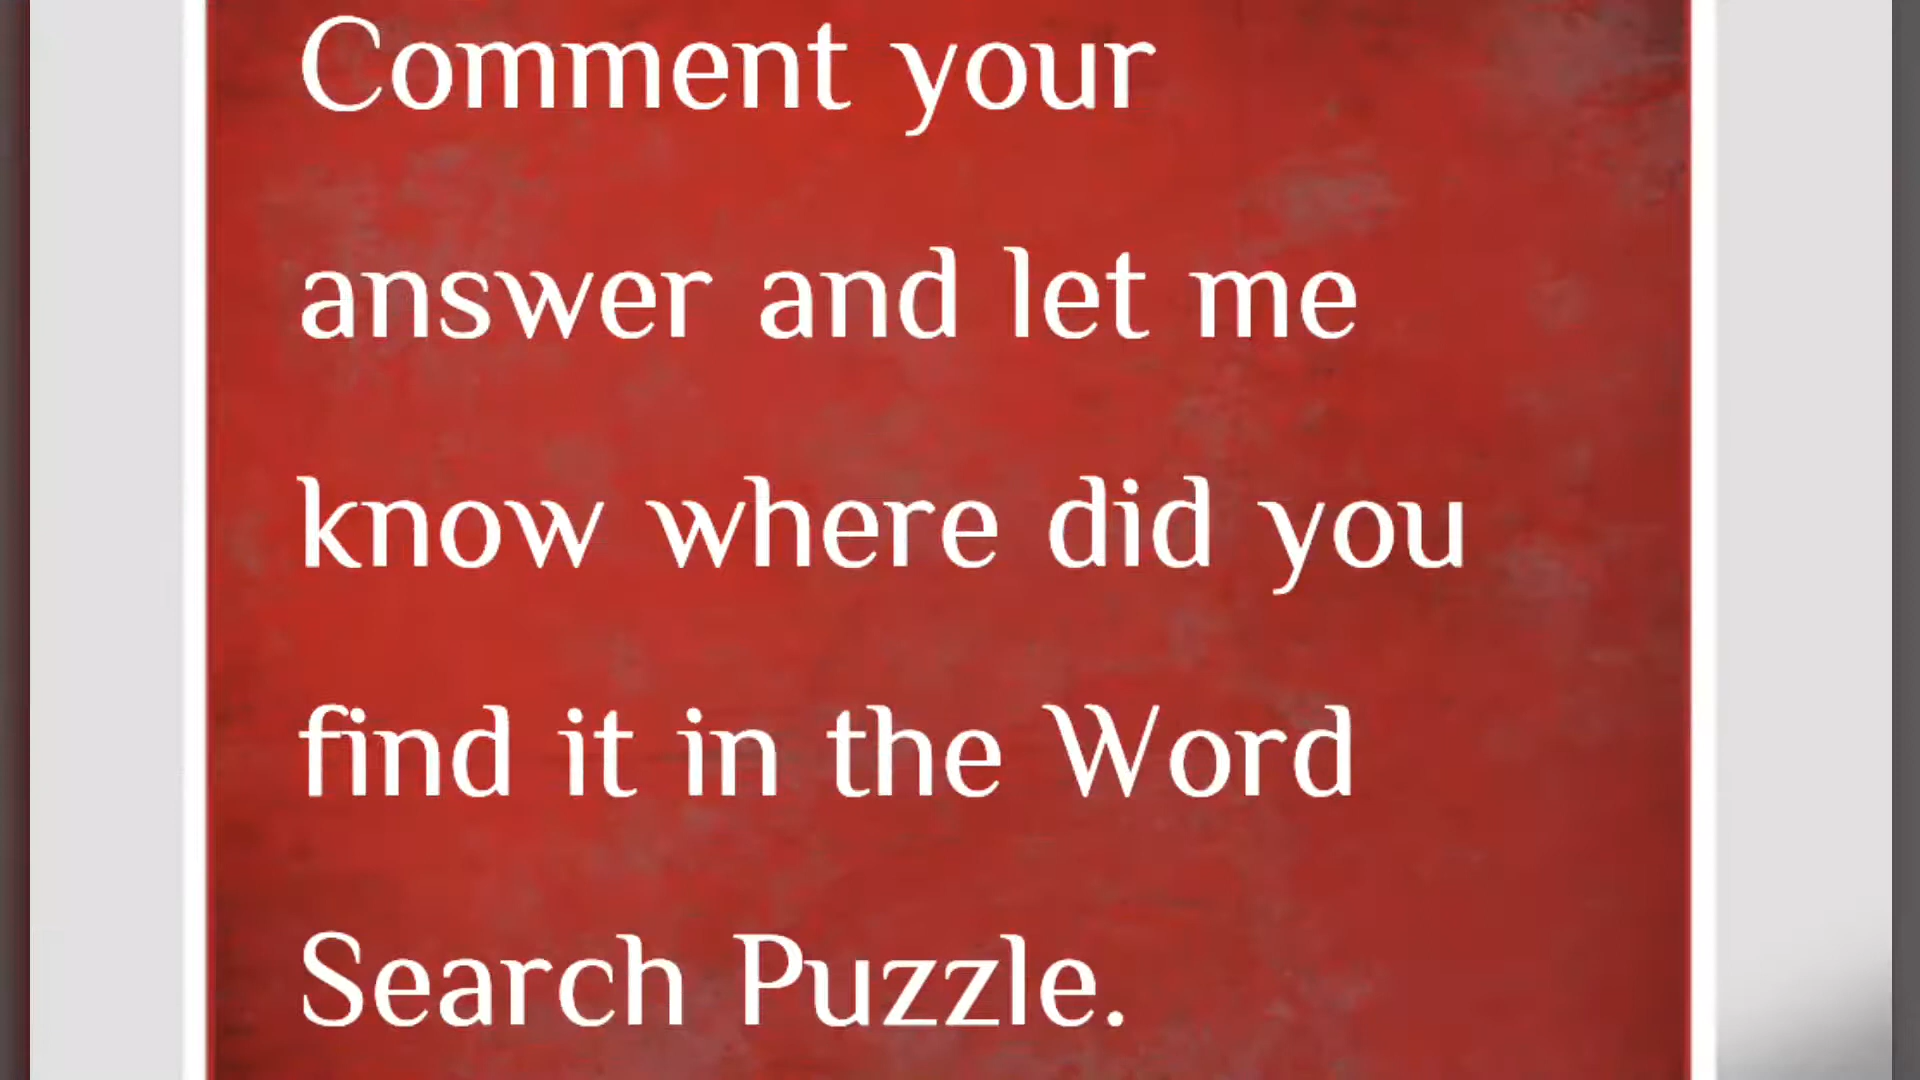 Comment your
answer and let me
know where did you
find it in the Word
Search Puzzle.